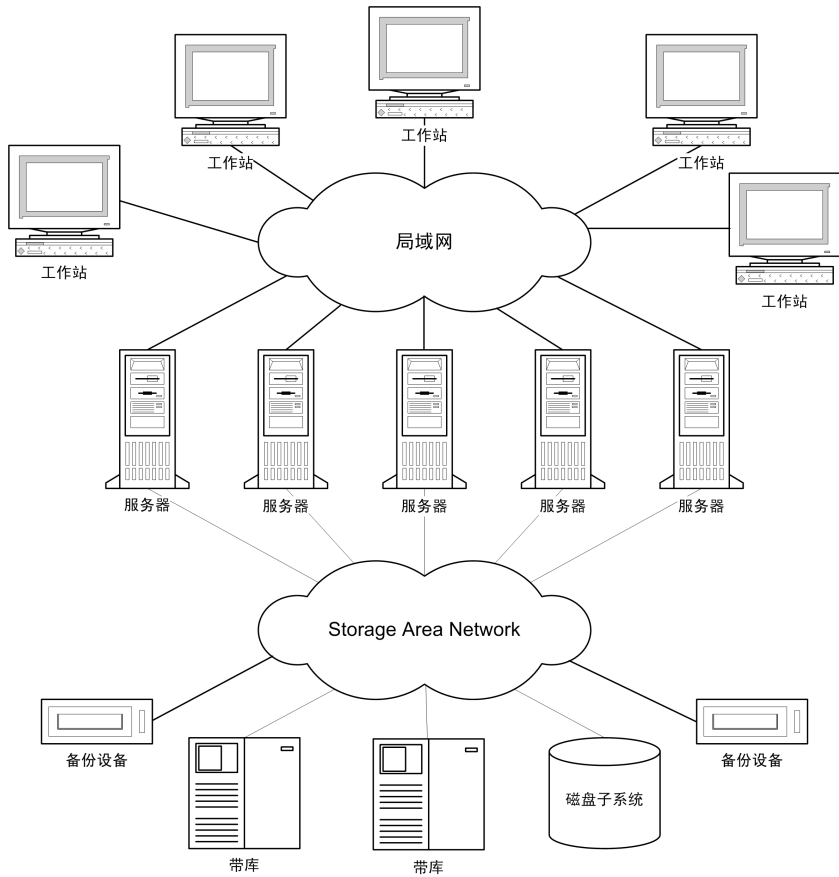 工作站
工作站
工作站
工作站
工作站
局域网
服务器
服务器
服务器
服务器
服务器
Storage Area Network
备份设备
备份设备
磁盘子系统
带库
带库